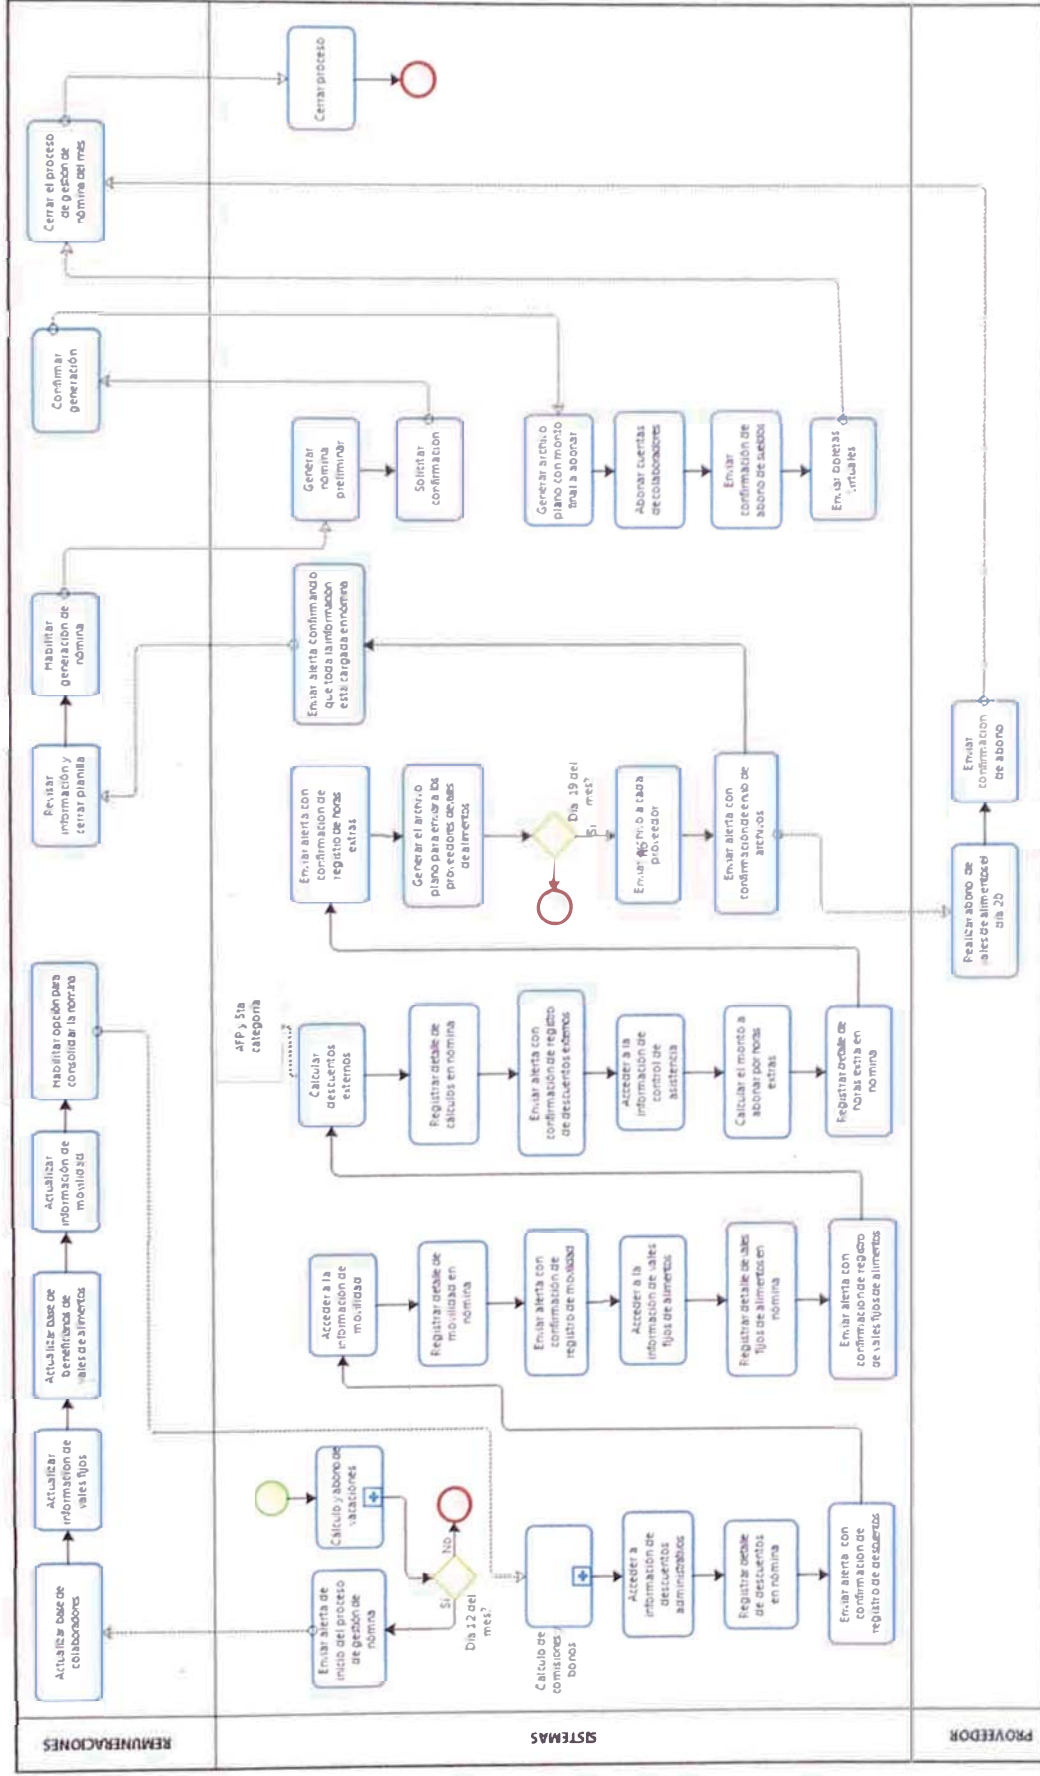 REMUNERACIONES
Actualizar base de
colaboradores
Actualizar
información de
vales fijos
Actualizar base de
beneficiarios de
vales de alimentos
Actualizar
información de
movilidad
Habilitar opción para
consolidar la nomina
Revisar
información y
cerrar planilla
Habilitar
generación de
nómina
Confirmar
generación
Cerrar el proceso
de gestión de
nómina del mes
SISTEMAS
Enviar alerta de
inicio del proceso
de gestión de
nómina
Cálculo y abono de
vacaciones
Sí
No
Día 12 del
mes?
Calculo de
comisiones y
bonos
Acceder a
información de
descuentos
administrativos
Registrar detalle
de descuentos
en nómina
Enviar alerta con
confirmación de
registro de descuentos
Acceder a la
información de
movilidad
Registrar detalle de
movilidad en
nómina
Enviar alerta con
confirmación de
registro de movilidad
Acceder a la
información de vales
fijos de alimentos
Registrar detalle de vales
fijos de alimentos en
nómina
Enviar alerta con
confirmación de registro
de vales fijos de alimentos
AFP y 5ta
categoría
Calcular
descuentos
externos
Registrar detalle de
cálculos en nomina
Enviar alerta con
confirmación de registro
de descuentos externos
Acceder a la
información de
control de
asistencia
Calcular el monto a
abonar por horas
extras
Registrar detalle de
horas extra en
nomina
Enviar alerta con
confirmación de
registro de horas
extras
Generar el archivo
plano para enviar a los
proveedores de vales
de alimentos
Día 19 del
mes?
Si
Enviar archivo a cada
proveedor
Enviar alerta con
confirmación de envío de
archivos
Enviar alerta confirmando
que toda la información
está cargada en nómina
Generar
nomina
preliminar
Solicitar
confirmación
Generar archivo
plano con monto
final a abonar
Abonar cuentas
de colaboradores
Enviar
confirmación de
abono de sueldos
Enviar boletas
virtuales
Cerrar proceso
PROVEEDOR
Realizar abono de
vales de alimentos el
día 20
Enviar
confirmación
de abono